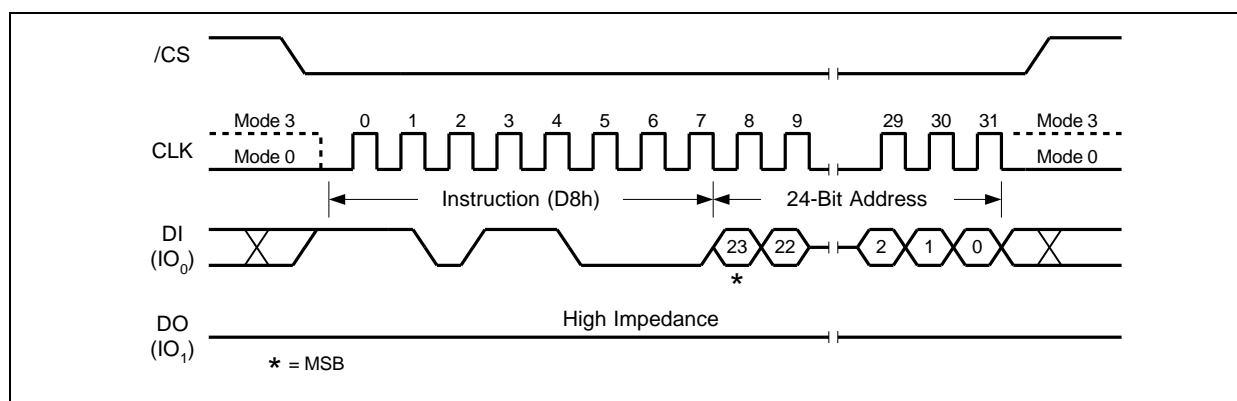 /CS
Mode 3 0 1 2 3 4 5 6 7 8 9 29 30 31 Mode 3
CLK Mode 0 Mode 0
Instruction (D8h) 24-Bit Address
DI
(IO0) 23 22 2 1 0
*
DO High Impedance
(IO1)
* = MSB